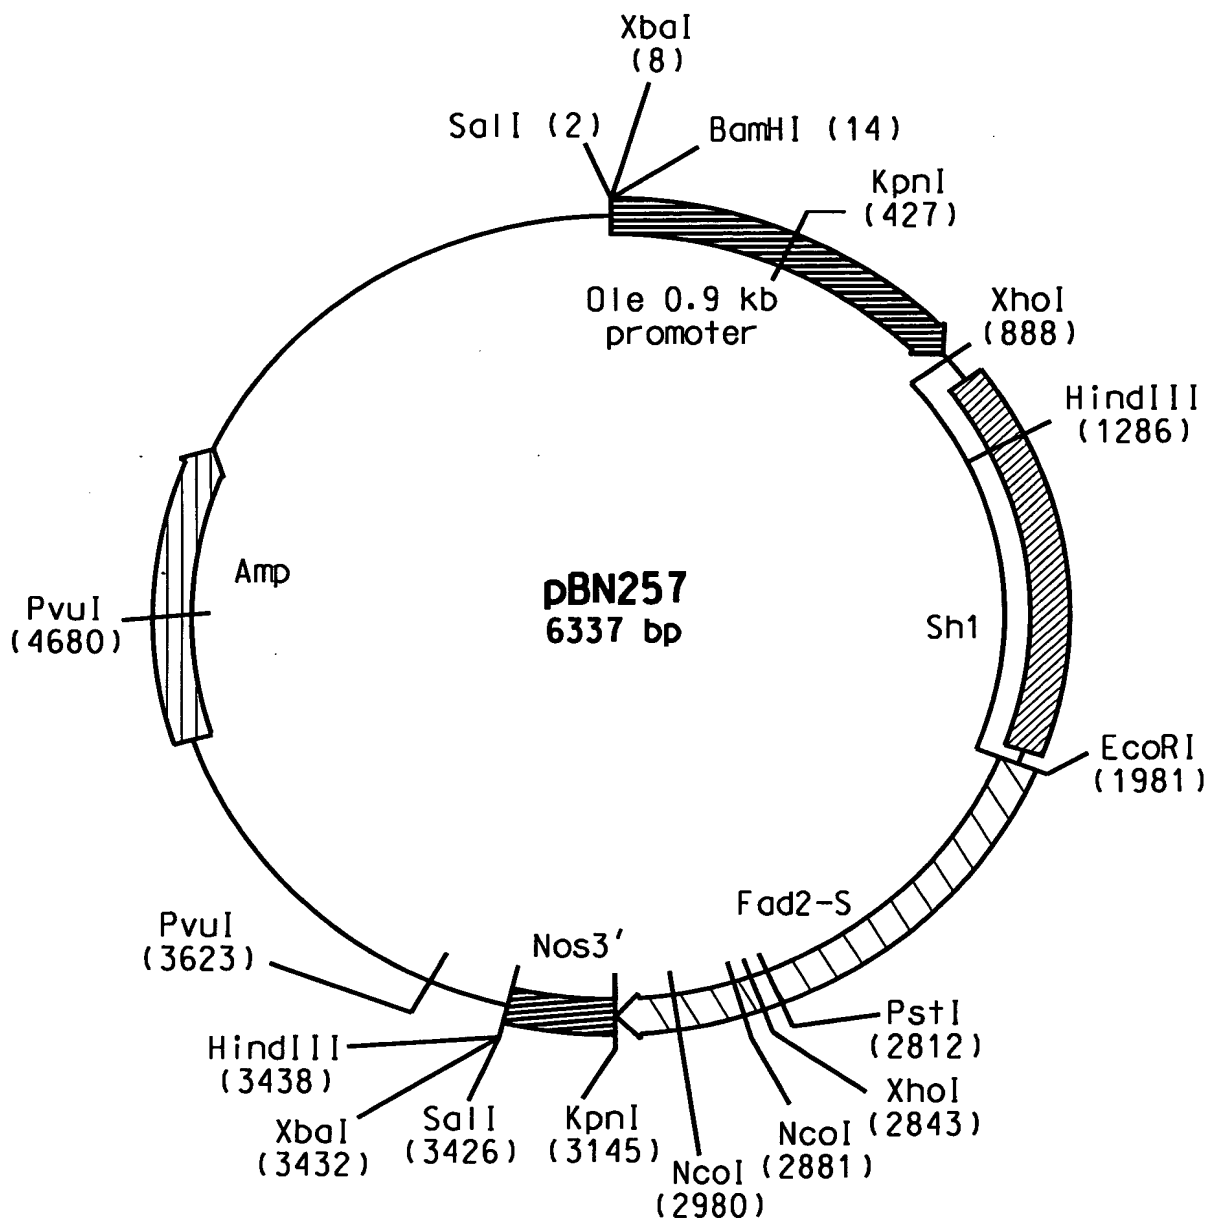 XbaI
(8)
SalI (2)
BamHI (14)
KpnI
(427)
Ole 0.9 kb
promoter
XhoI
(888)
HindIII
(1286)
Amp
pBN257
6337 bp
PvuI
(4680)
Sh1
EcoRI
(1981)
Fad2-S
PvuI
(3623)
Nos3′
PstI
(2812)
HindIII
(3438)
XhoI
(2843)
XbaI
(3432)
SalI
(3426)
KpnI
(3145)
NcoI
(2881)
NcoI
(2980)